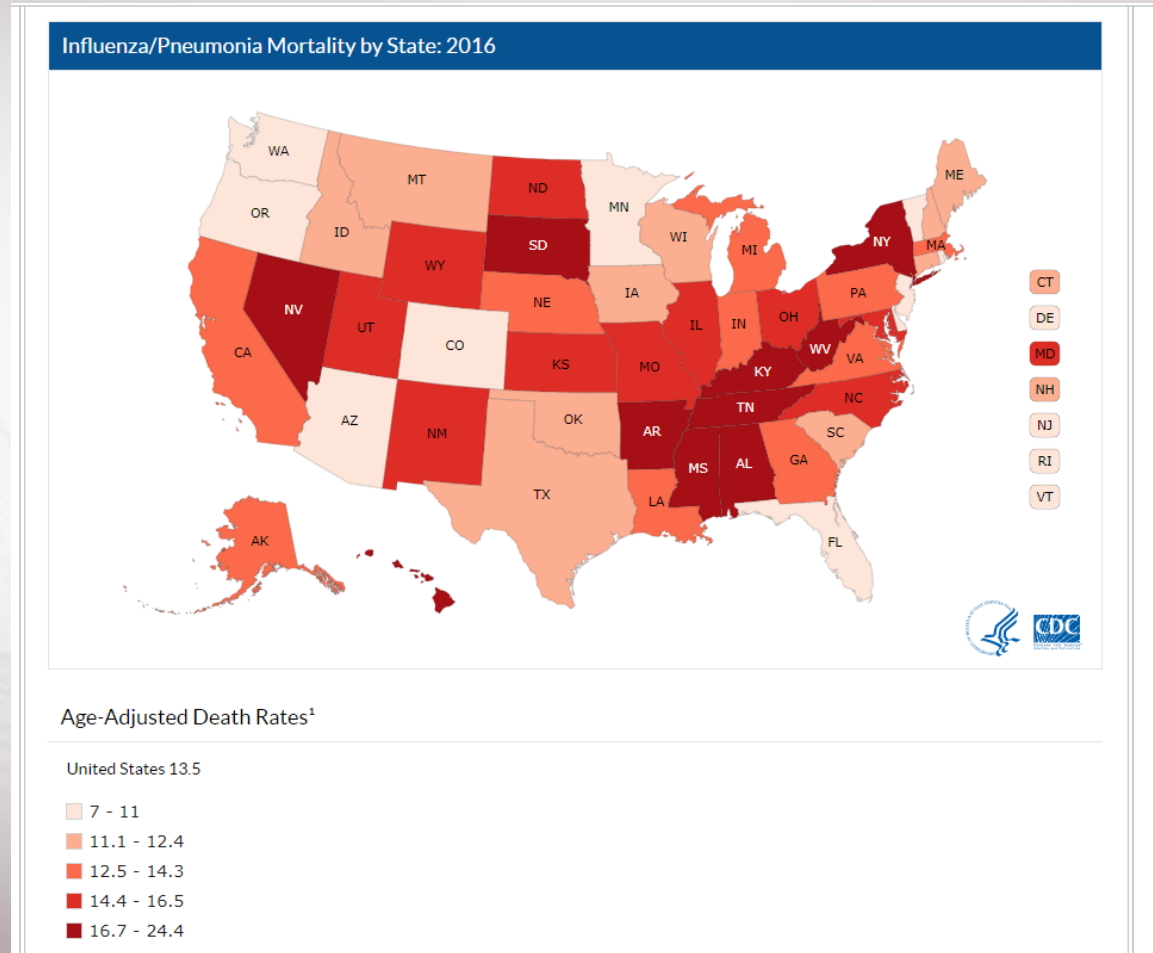 Influenza/Pneumonia Mortality by State: 2016
WA
MT
ND
MN
ME
OR
ID
SD
WI
MI
NY
MA
WY
IA
NE
PA
CT
NV
UT
CO
IL
IN
OH
DE
CA
KS
MO
WV
VA
MD
KY
NH
AZ
NM
OK
AR
TN
NC
NJ
SC
MS
AL
GA
RI
TX
LA
VT
AK
FL
CDC
Age-Adjusted Death Rates¹
United States 13.5
7 - 11
11.1 - 12.4
12.5 - 14.3
14.4 - 16.5
16.7 - 24.4